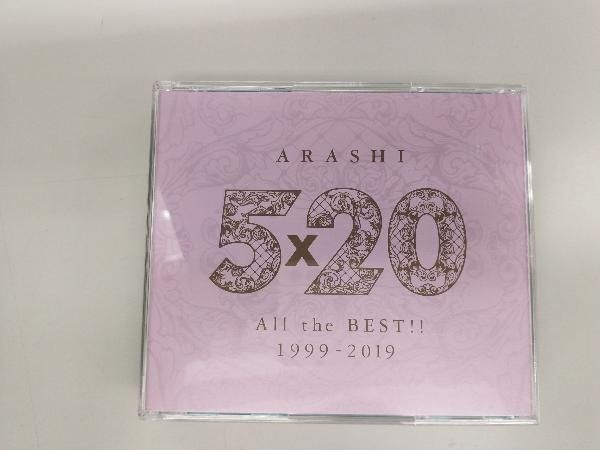 ARASHI
5x20
All the BEST!!
1999-2019